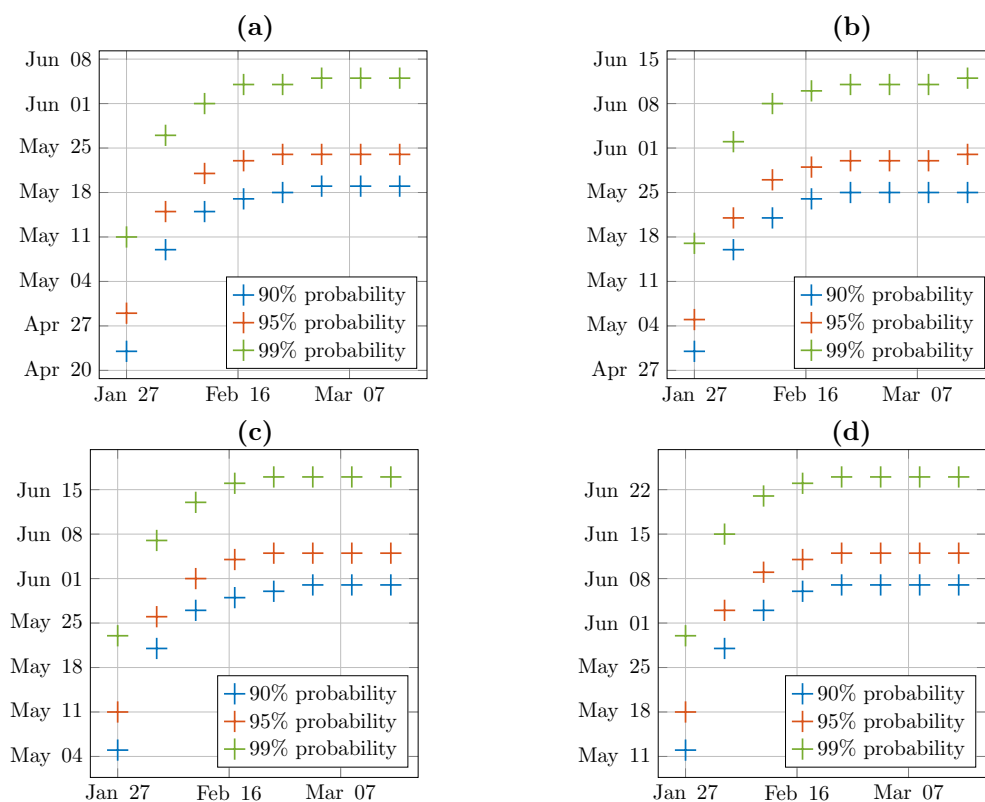 (a)
Jun 08
Jun 01
May 25
May 18
May 11
May 04
Apr 27
Apr 20
90% probability
95% probability
99% probability
Jan 27 Feb 16 Mar 07
(b)
Jun 15
Jun 08
Jun 01
May 25
May 18
May 11
May 04
Apr 27
90% probability
95% probability
99% probability
Jan 27 Feb 16 Mar 07
(c)
Jun 15
Jun 08
Jun 01
May 25
May 18
May 11
May 04
90% probability
95% probability
99% probability
Jan 27 Feb 16 Mar 07
(d)
Jun 22
Jun 15
Jun 08
Jun 01
May 25
May 18
May 11
90% probability
95% probability
99% probability
Jan 27 Feb 16 Mar 07